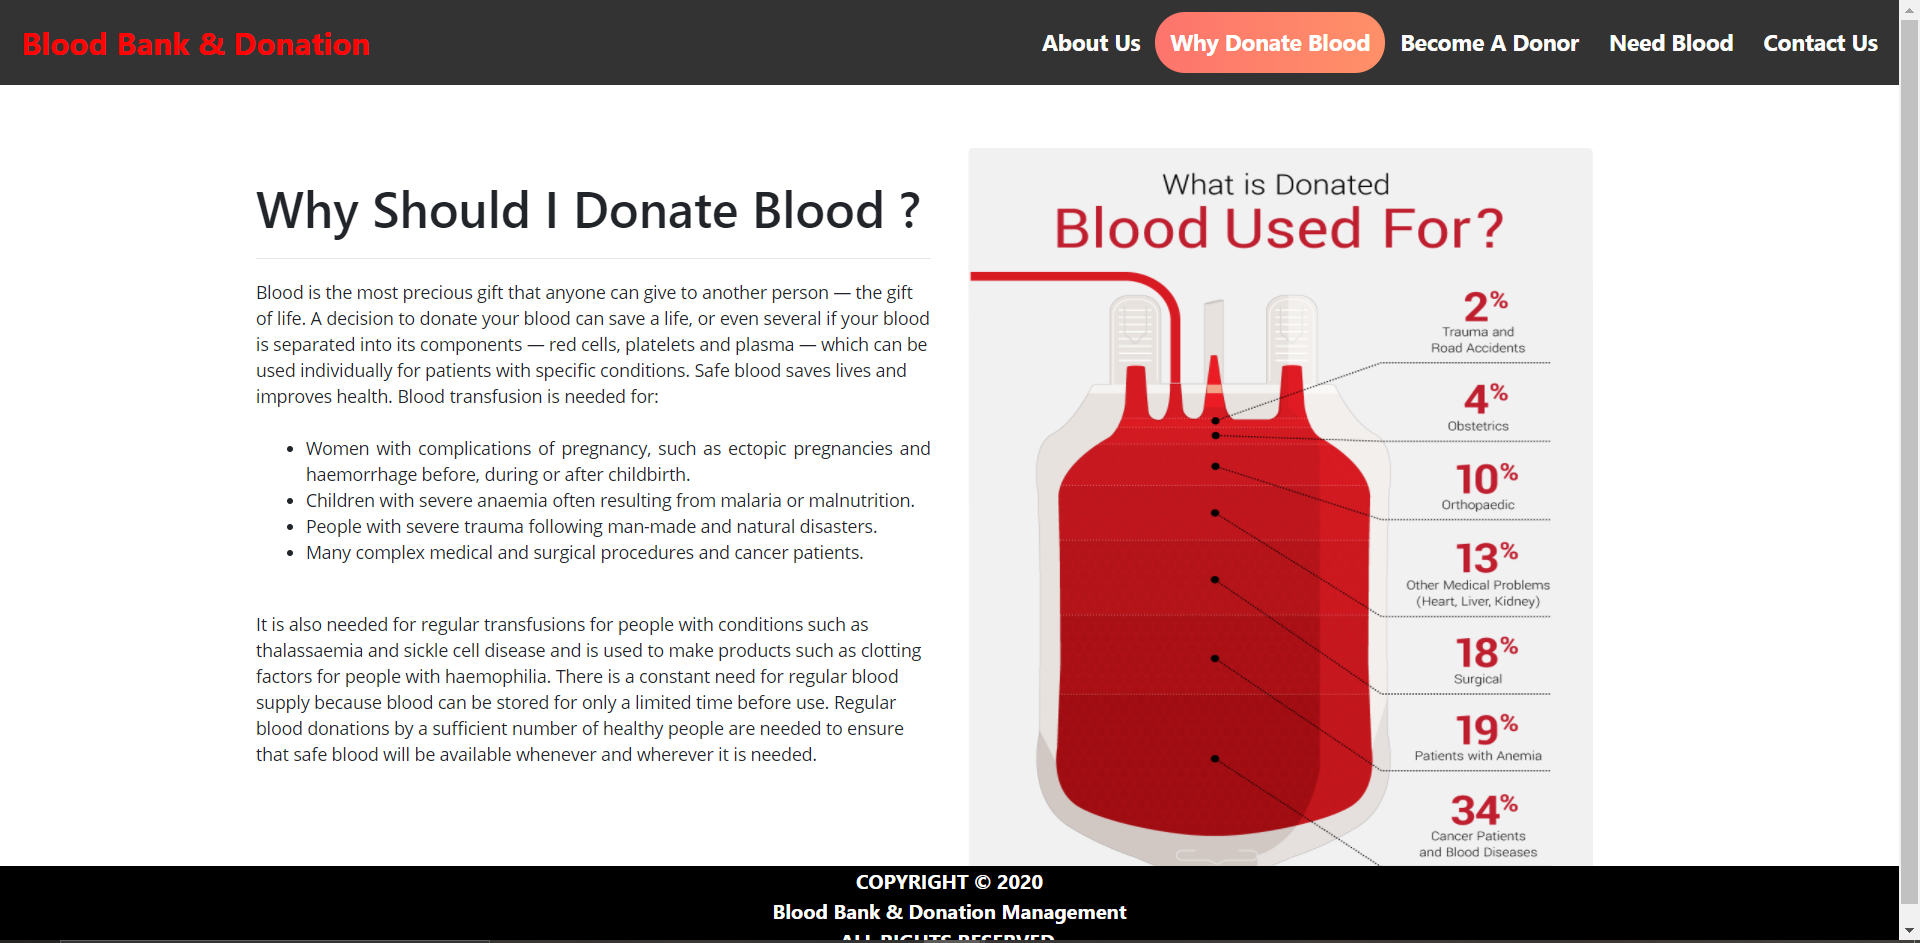 Blood Bank & Donation
About Us
Why Donate Blood
Become A Donor
Need Blood
Contact Us
Why Should I Donate Blood ?
Blood is the most precious gift that anyone can give to another person — the gift
of life. A decision to donate your blood can save a life, or even several if your blood
is separated into its components — red cells, platelets and plasma — which can be
used individually for patients with specific conditions. Safe blood saves lives and
improves health. Blood transfusion is needed for:
• Women with complications of pregnancy, such as ectopic pregnancies and
haemorrhage before, during or after childbirth.
• Children with severe anaemia often resulting from malaria or malnutrition.
• People with severe trauma following man-made and natural disasters.
• Many complex medical and surgical procedures and cancer patients.
It is also needed for regular transfusions for people with conditions such as
thalassaemia and sickle cell disease and is used to make products such as clotting
factors for people with haemophilia. There is a constant need for regular blood
supply because blood can be stored for only a limited time before use. Regular
blood donations by a sufficient number of healthy people are needed to ensure
that safe blood will be available whenever and wherever it is needed.
What is Donated
Blood Used For?
2%
Trauma and
Road Accidents
4%
Obstetrics
10%
Orthopaedic
13%
Other Medical Problems
(Heart, Liver, Kidney)
18%
Surgical
19%
Patients with Anemia
34%
Cancer Patients
and Blood Diseases
COPYRIGHT © 2020
Blood Bank & Donation Management
ALL RIGHTS RESERVED